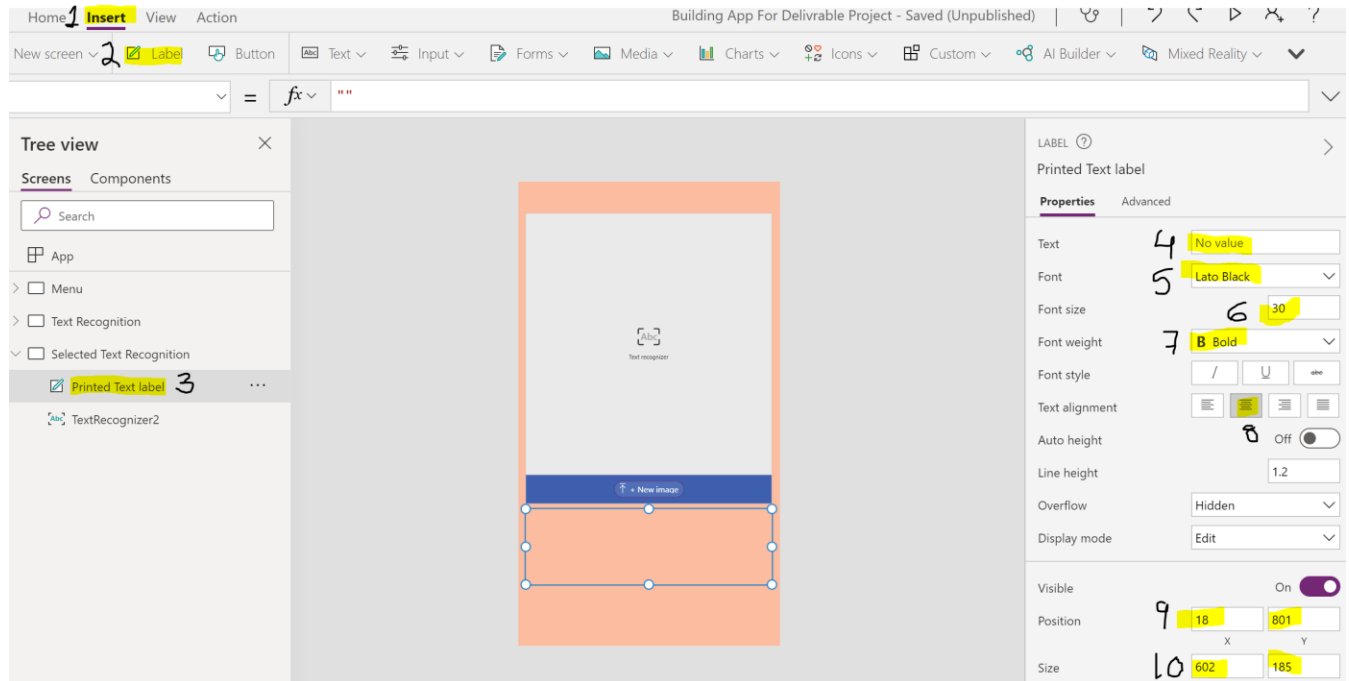 Home 1 Insert View Action Building App For Delivrable Project - Saved (Unpublished) ?
New screen 2 Label Button Abc Text Input Forms Media Charts Icons Custom AI Builder Mixed Reality
= fx ""
Tree view
Screens Components
Search
App
Menu
Text Recognition
Selected Text Recognition
Printed Text label 3 ...
Abc TextRecognizer2
Abc
Text recognizer
+ New image
LABEL ?
Printed Text label
Properties Advanced
Text 4 No value
Font 5 Lato Black
Font size 6 30
Font weight 7 B Bold
Font style / U abc
Text alignment
Auto height 8 Off
Line height 1.2
Overflow Hidden
Display mode Edit
Visible On
Position 9 18 801
X Y
Size 10 602 185